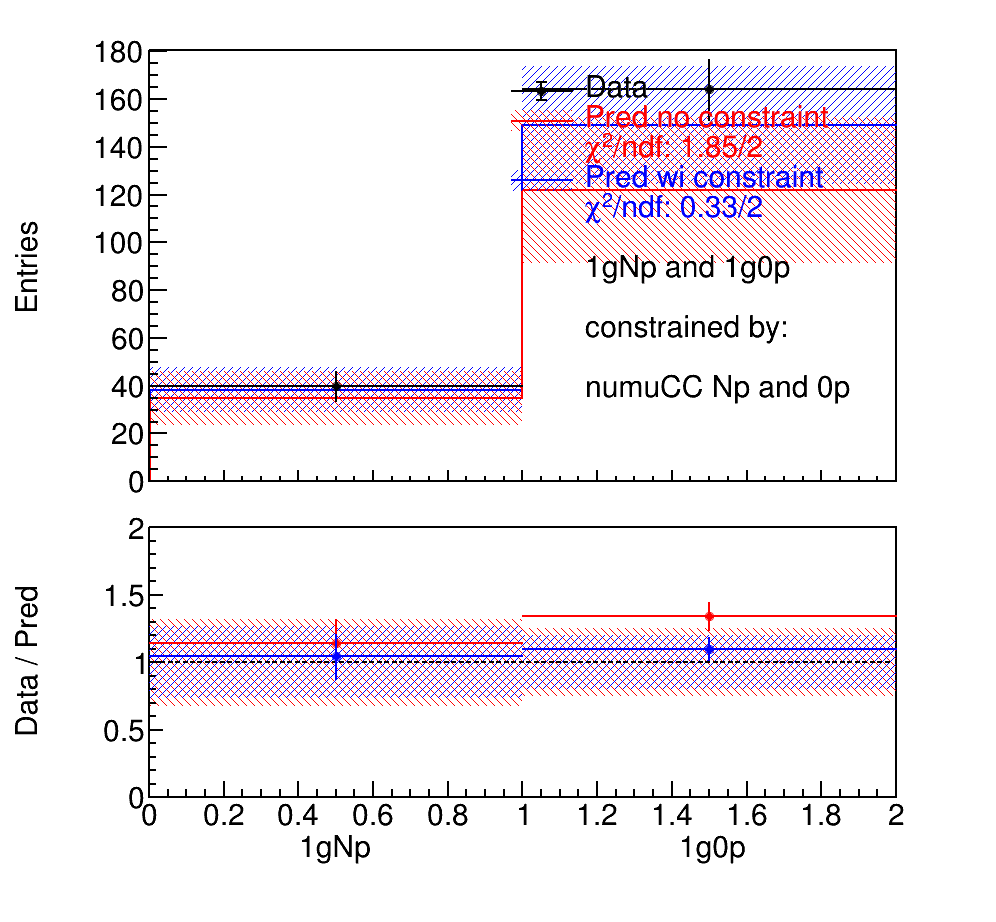 180
160
140
120
100
80
60
40
20
0
Entries
Data
Pred no constraint
χ²/ndf: 1.85/2
Pred wi constraint
χ²/ndf: 0.33/2
1gNp and 1g0p
constrained by:
numuCC Np and 0p
2
1.5
1
0.5
0
Data / Pred
0 0.2 0.4 0.6 0.8 1 1.2 1.4 1.6 1.8 2
1gNp 1g0p